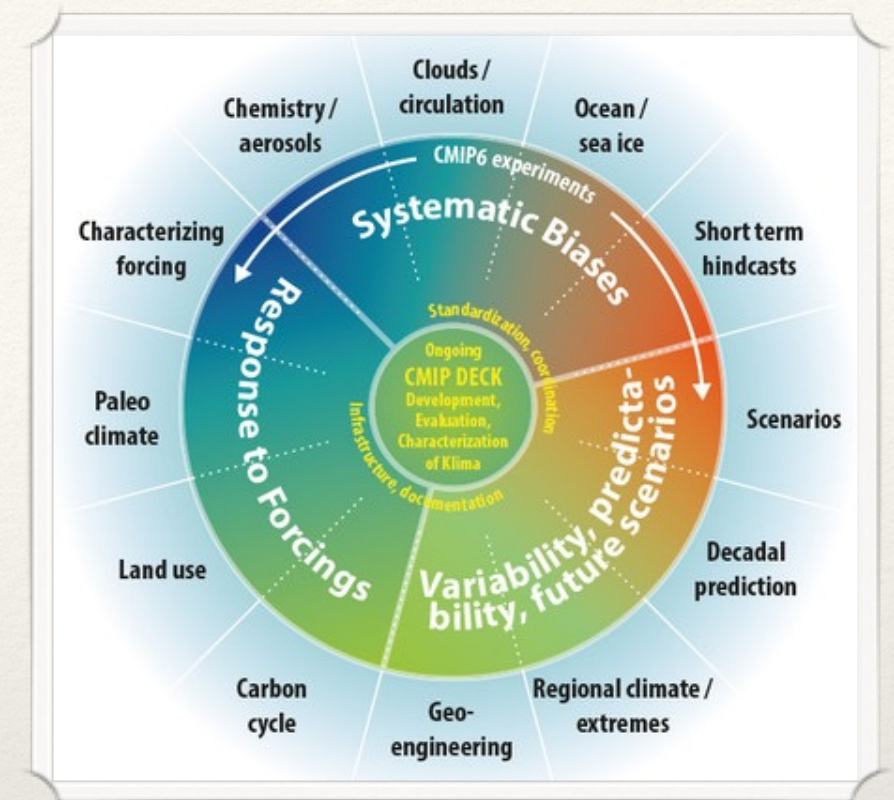 Clouds /
circulation
Ocean /
sea ice
Short term
hindcasts
Scenarios
Decadal
prediction
Regional climate /
extremes
Geo-
engineering
Carbon
cycle
Land use
Paleo
climate
Characterizing
forcing
Chemistry /
aerosols
CMIP6 experiments
Systematic Biases
Variability, predicta-
bility, future scenarios
Response to Forcings
Standardization, coordination
Infrastructure, documentation
Ongoing
CMIP DECK
Development,
Evaluation,
Characterization
of Klima